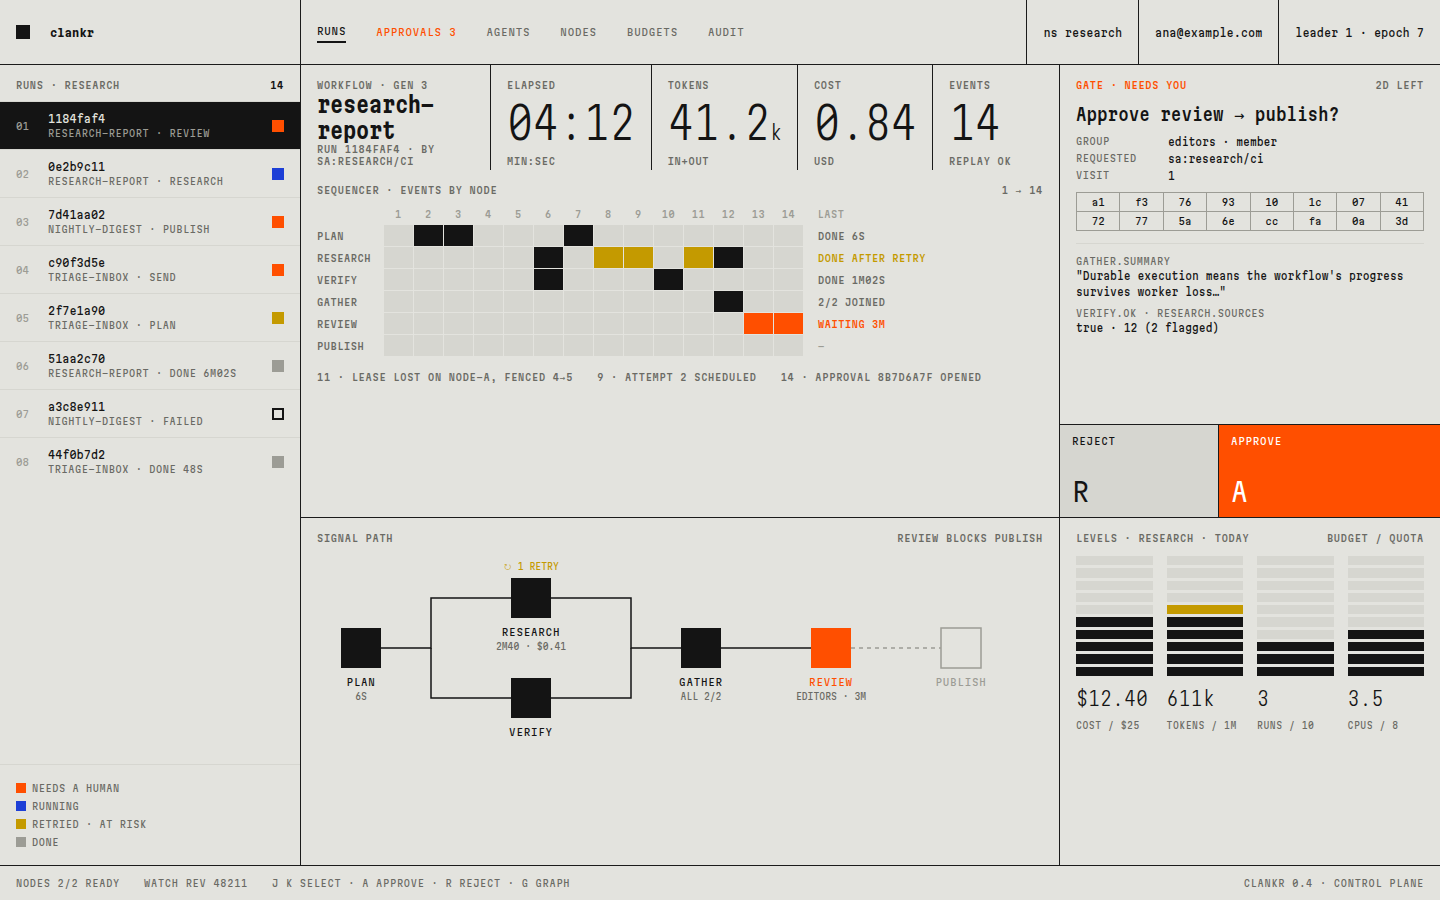 clankr
RUNS
APPROVALS 3
AGENTS
NODES
BUDGETS
AUDIT
ns research
ana@example.com
leader 1 · epoch 7
RUNS · RESEARCH
14
01
1184faf4
RESEARCH-REPORT · REVIEW
02
0e2b9c11
RESEARCH-REPORT · RESEARCH
03
7d41aa02
NIGHTLY-DIGEST · PUBLISH
04
c90f3d5e
TRIAGE-INBOX · SEND
05
2f7e1a90
TRIAGE-INBOX · PLAN
06
51aa2c70
RESEARCH-REPORT · DONE 6M02S
07
a3c8e911
NIGHTLY-DIGEST · FAILED
08
44f0b7d2
TRIAGE-INBOX · DONE 48S
NEEDS A HUMAN
RUNNING
RETRIED · AT RISK
DONE
WORKFLOW · GEN 3
research-
report
RUN 1184FAF4 · BY
SA:RESEARCH/CI
ELAPSED
04:12
MIN:SEC
TOKENS
41.2k
IN+OUT
COST
0.84
USD
EVENTS
14
REPLAY OK
SEQUENCER · EVENTS BY NODE
1 → 14
1 2 3 4 5 6 7 8 9 10 11 12 13 14 LAST
PLAN DONE 6S
RESEARCH DONE AFTER RETRY
VERIFY DONE 1M02S
GATHER 2/2 JOINED
REVIEW WAITING 3M
PUBLISH —
11 · LEASE LOST ON NODE-A, FENCED 4→5 9 · ATTEMPT 2 SCHEDULED 14 · APPROVAL 8B7D6A7F OPENED
SIGNAL PATH
REVIEW BLOCKS PUBLISH
↻ 1 RETRY
RESEARCH
2M40 · $0.41
PLAN
6S
VERIFY
GATHER
ALL 2/2
REVIEW
EDITORS · 3M
PUBLISH
GATE · NEEDS YOU
2D LEFT
Approve review → publish?
GROUP editors · member
REQUESTED sa:research/ci
VISIT 1
a1 f3 76 93 10 1c 07 41
72 77 5a 6e cc fa 0a 3d
GATHER.SUMMARY
"Durable execution means the workflow's progress
survives worker loss…"
VERIFY.OK · RESEARCH.SOURCES
true · 12 (2 flagged)
REJECT
R
APPROVE
A
LEVELS · RESEARCH · TODAY
BUDGET / QUOTA
$12.40
COST / $25
611k
TOKENS / 1M
3
RUNS / 10
3.5
CPUS / 8
NODES 2/2 READY
WATCH REV 48211
J K SELECT · A APPROVE · R REJECT · G GRAPH
CLANKR 0.4 · CONTROL PLANE